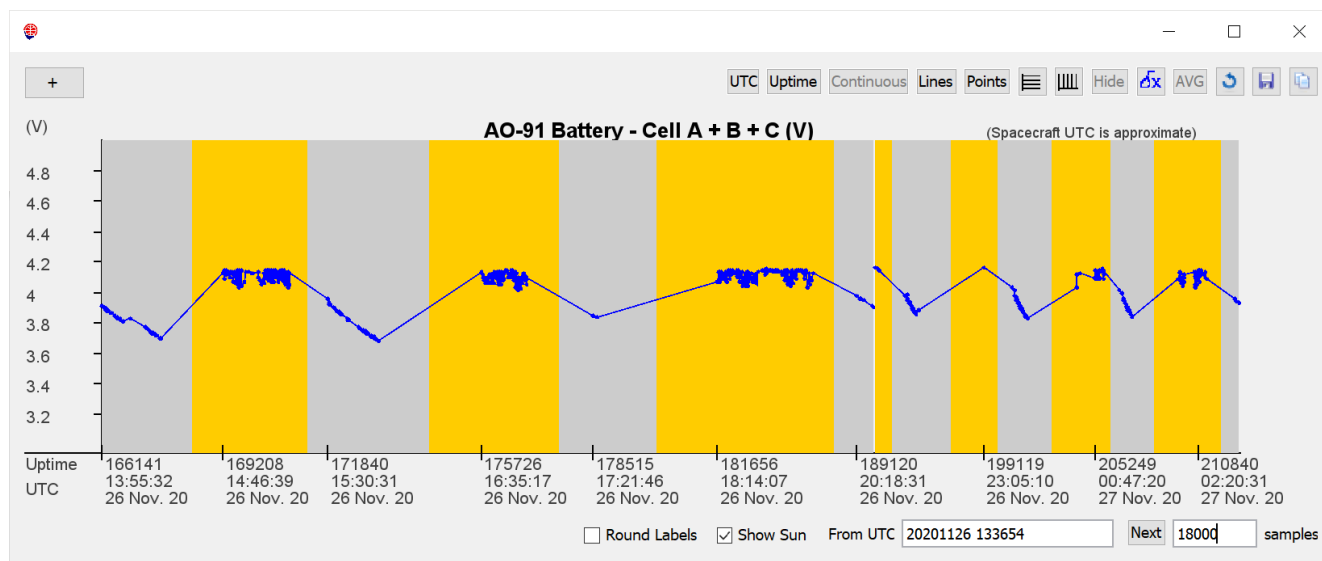 +
UTC Uptime Continuous Lines Points Hide AVG
(V)
AO-91 Battery - Cell A + B + C (V)
(Spacecraft UTC is approximate)
4.8
4.6
4.4
4.2
4
3.8
3.6
3.4
3.2
Uptime 166141 169208 171840 175726 178515 181656 189120 199119 205249 210840
UTC 13:55:32 14:46:39 15:30:31 16:35:17 17:21:46 18:14:07 20:18:31 23:05:10 00:47:20 02:20:31
26 Nov. 20 26 Nov. 20 26 Nov. 20 26 Nov. 20 26 Nov. 20 26 Nov. 20 26 Nov. 20 26 Nov. 20 27 Nov. 20 27 Nov. 20
Round Labels Show Sun From UTC 20201126 133654 Next 18000 samples